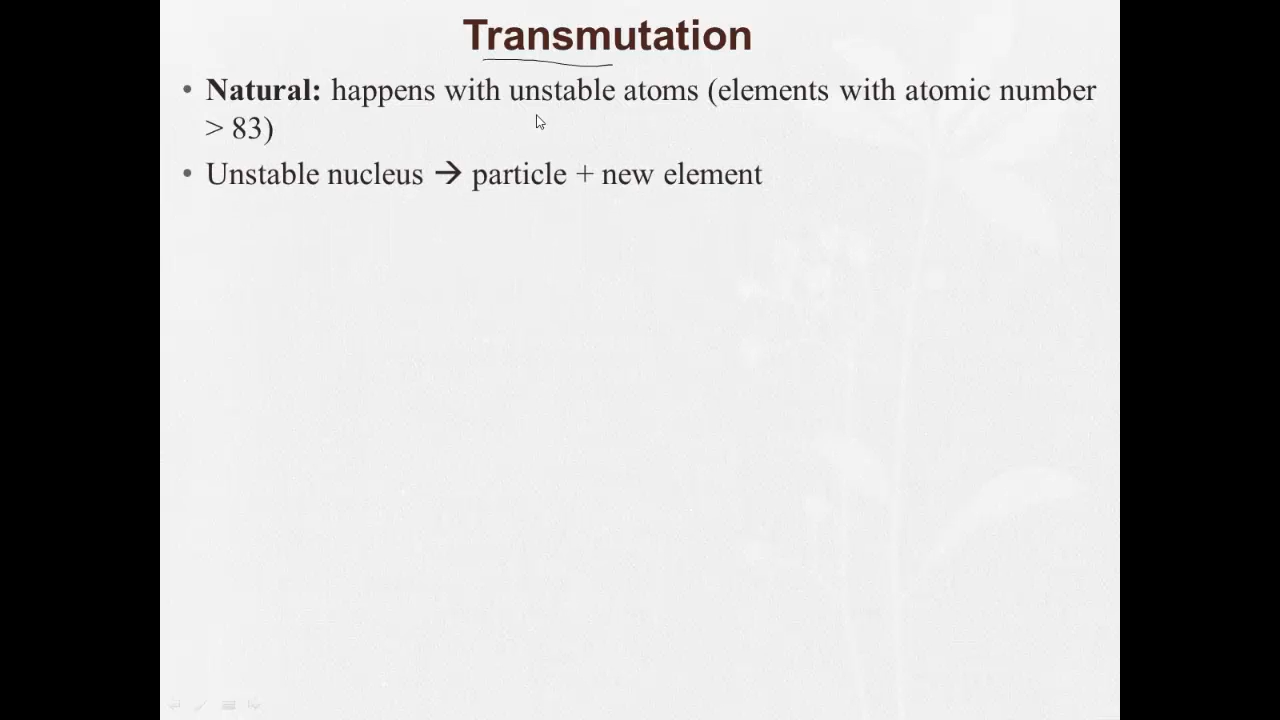 Transmutation
• Natural: happens with unstable atoms (elements with atomic number
> 83)
• Unstable nucleus → particle + new element